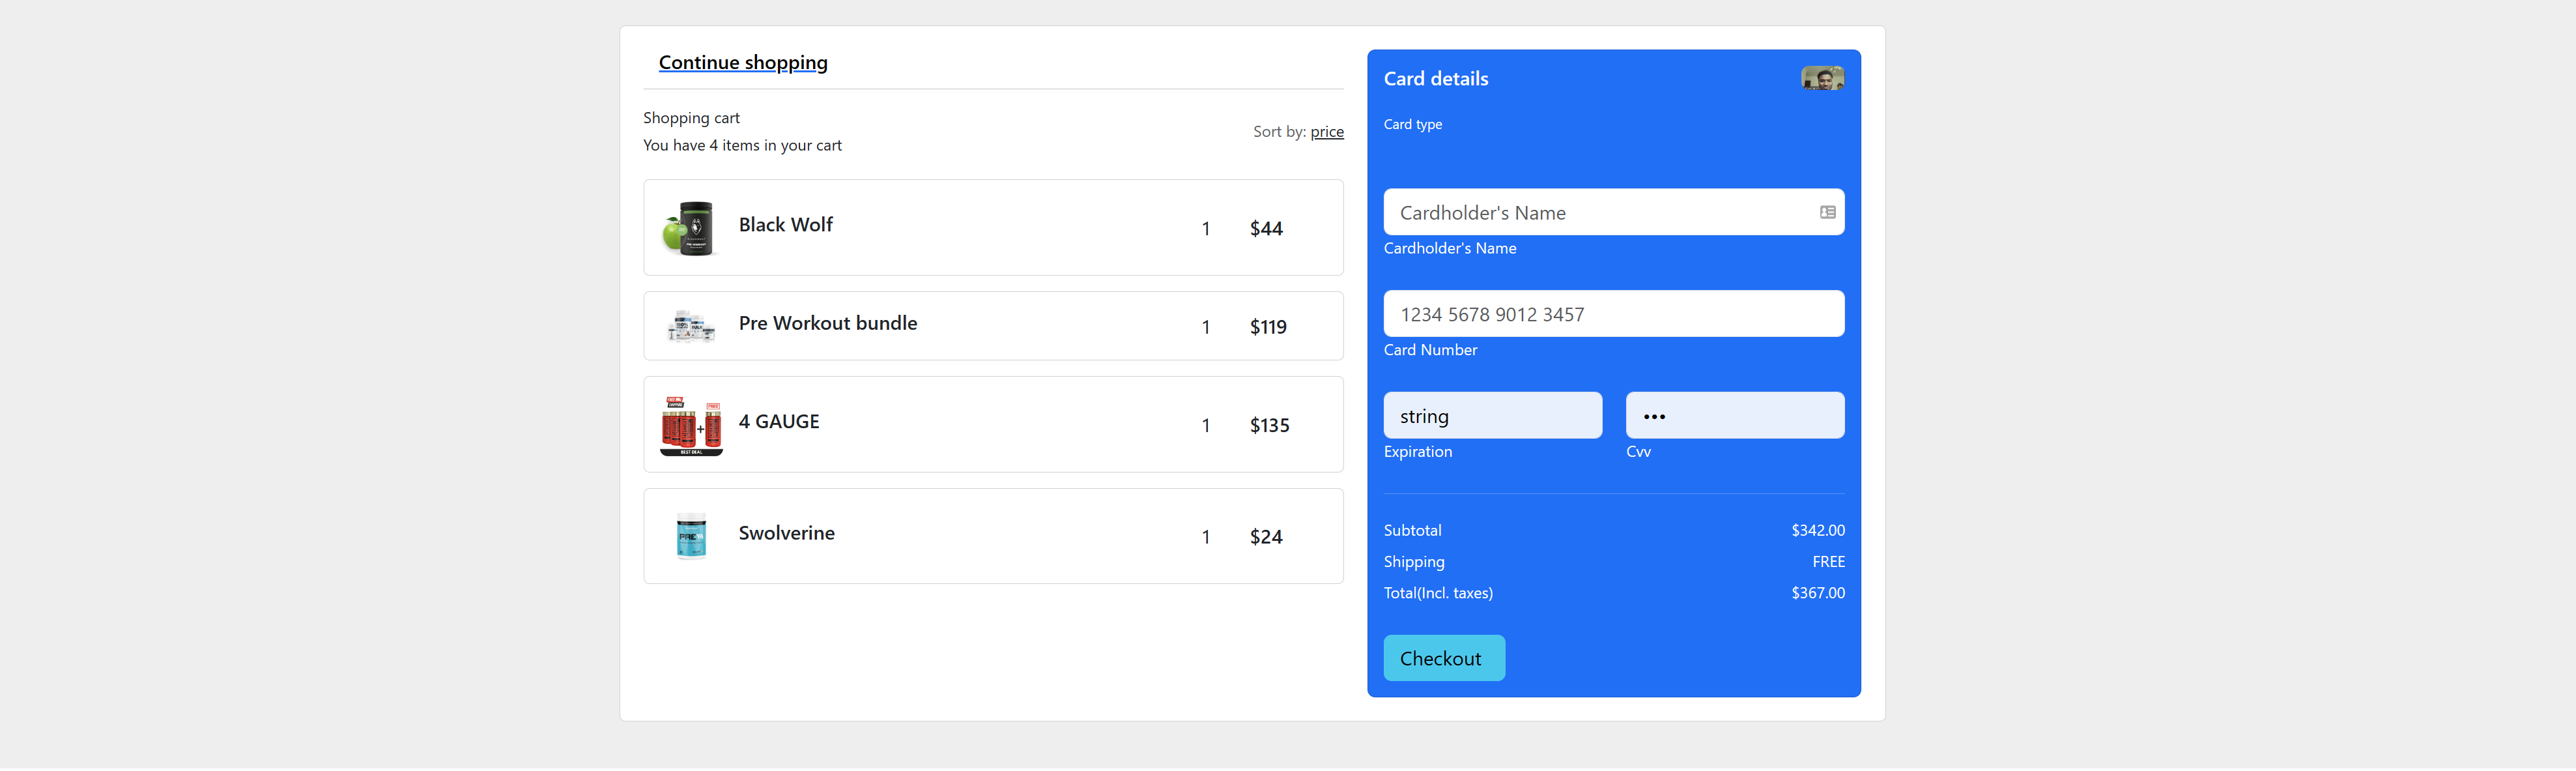 Continue shopping
Shopping cart
You have 4 items in your cart
Sort by: price
Black Wolf 1 $44
Pre Workout bundle 1 $119
4 GAUGE 1 $135
BEST DEAL
Swolverine 1 $24
Card details
Card type
Cardholder's Name
Cardholder's Name
1234 5678 9012 3457
Card Number
string •••
Expiration Cvv
Subtotal $342.00
Shipping FREE
Total(Incl. taxes) $367.00
Checkout